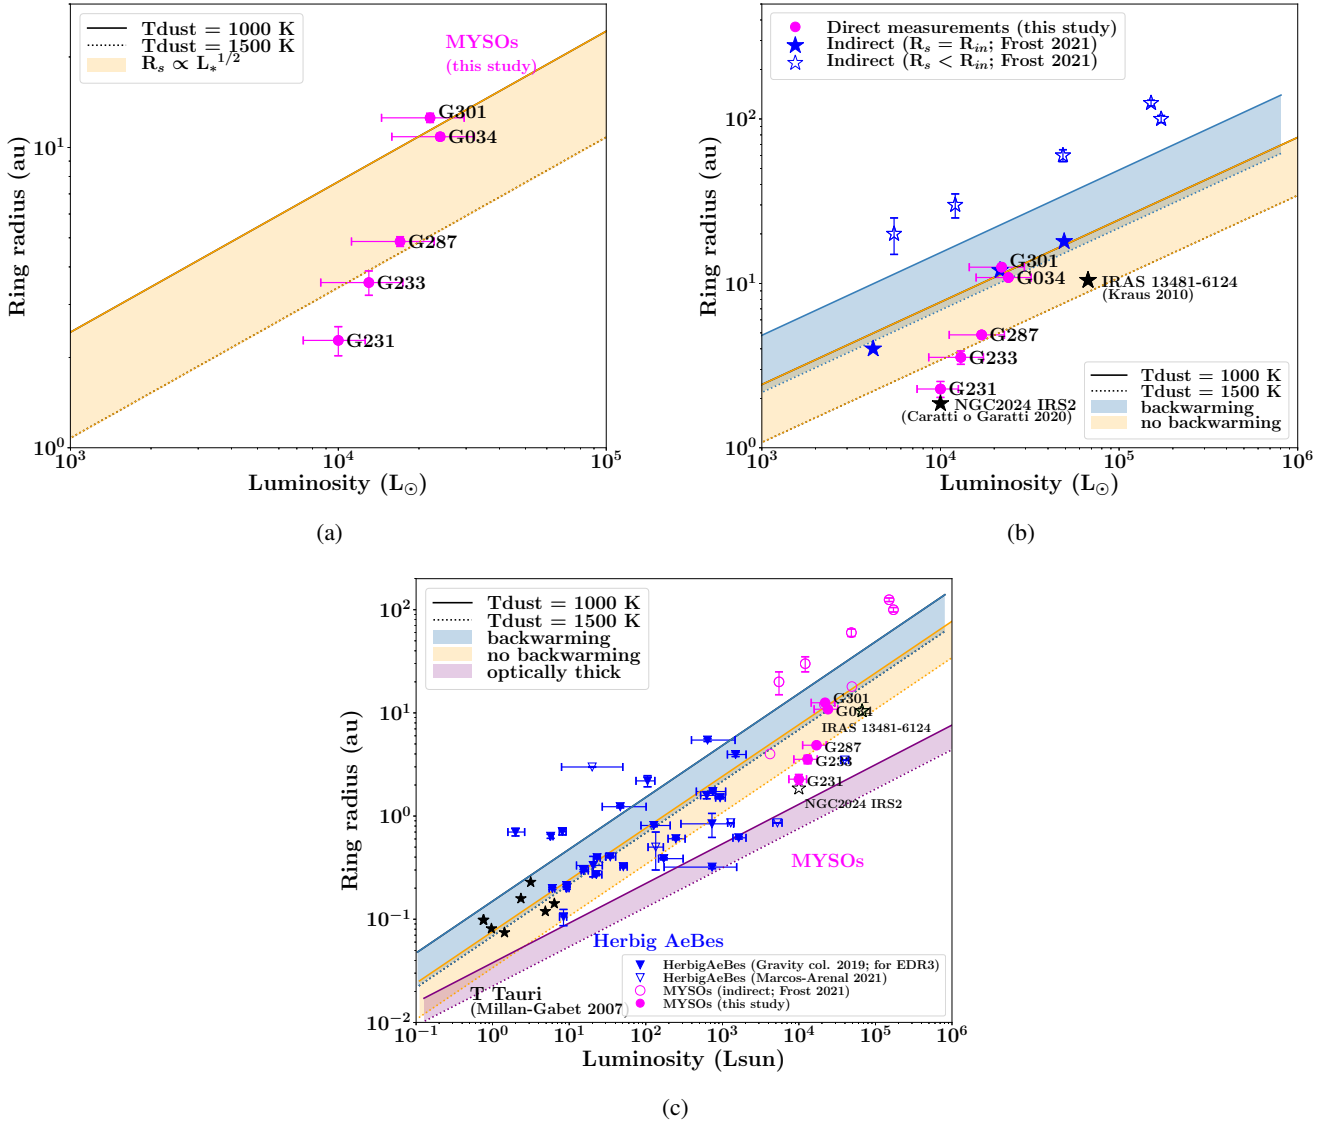 Tdust = 1000 K
Tdust = 1500 K
R_s ∝ L_*^{1/2}
MYSOs
(this study)
G301
G034
G287
G233
G231
10^1
10^0
10^3
10^4
10^5
Ring radius (au)
Luminosity (L_⊙)
(a)
Direct measurements (this study)
Indirect (R_s = R_{in}; Frost 2021)
Indirect (R_s < R_{in}; Frost 2021)
G301
G034
IRAS 13481-6124
(Kraus 2010)
G287
G233
G231
NGC2024 IRS2
(Caratti o Garatti 2020)
Tdust = 1000 K
Tdust = 1500 K
backwarming
no backwarming
10^2
10^1
10^0
10^3
10^4
10^5
10^6
Ring radius (au)
Luminosity (L_⊙)
(b)
Tdust = 1000 K
Tdust = 1500 K
backwarming
no backwarming
optically thick
G301
G034
IRAS 13481-6124
G287
G233
G231
NGC2024 IRS2
MYSOs
Herbig AeBes
T Tauri
(Millan-Gabet 2007)
HerbigAeBes (Gravity col. 2019; for EDR3)
HerbigAeBes (Marcos-Arenal 2021)
MYSOs (indirect; Frost 2021)
MYSOs (this study)
10^2
10^1
10^0
10^{-1}
10^{-2}
10^{-1}
10^0
10^1
10^2
10^3
10^4
10^5
10^6
Ring radius (au)
Luminosity (Lsun)
(c)